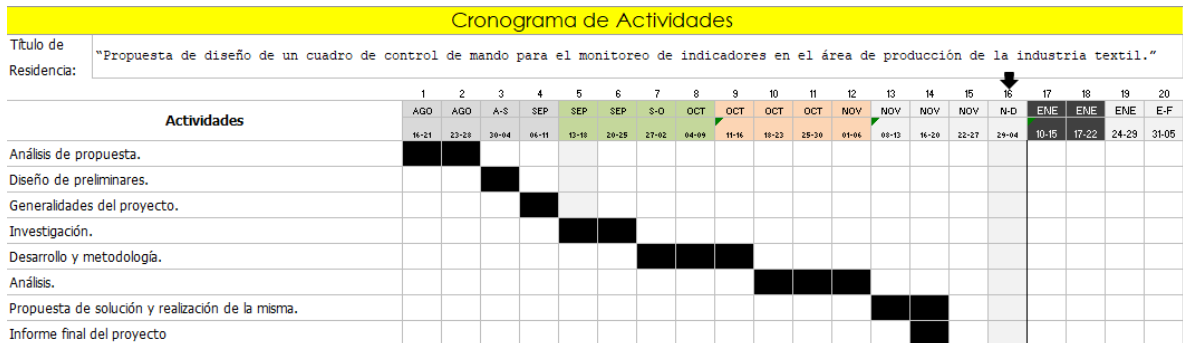 Cronograma de Actividades
Título de
Residencia:
“Propuesta de diseño de un cuadro de control de mando para el monitoreo de indicadores en el área de producción de la industria textil.”
1 2 3 4 5 6 7 8 9 10 11 12 13 14 15 16 17 18 19 20
Actividades
AGO AGO A-S SEP SEP SEP S-O OCT OCT OCT OCT NOV NOV NOV NOV N-D ENE ENE ENE E-F
16-21 23-28 30-04 06-11 13-18 20-25 27-02 04-09 11-16 18-23 25-30 01-06 08-13 16-20 22-27 29-04 10-15 17-22 24-29 31-05
Análisis de propuesta.
Diseño de preliminares.
Generalidades del proyecto.
Investigación.
Desarrollo y metodología.
Análisis.
Propuesta de solución y realización de la misma.
Informe final del proyecto